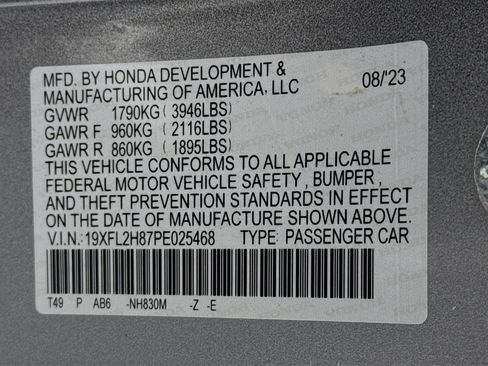 MFD. BY HONDA DEVELOPMENT & 08/'23
MANUFACTURING OF AMERICA, LLC
GVWR 1790KG (3946LBS)
GAWR F 960KG (2116LBS)
GAWR R 860KG (1895LBS)
THIS VEHICLE CONFORMS TO ALL APPLICABLE
FEDERAL MOTOR VEHICLE SAFETY , BUMPER ,
AND THEFT PREVENTION STANDARDS IN EFFECT
ON THE DATE OF MANUFACTURE SHOWN ABOVE.
V.I.N.:19XFL2H87PE025468 TYPE: PASSENGER CAR
T49 P AB6 -NH830M -Z -E